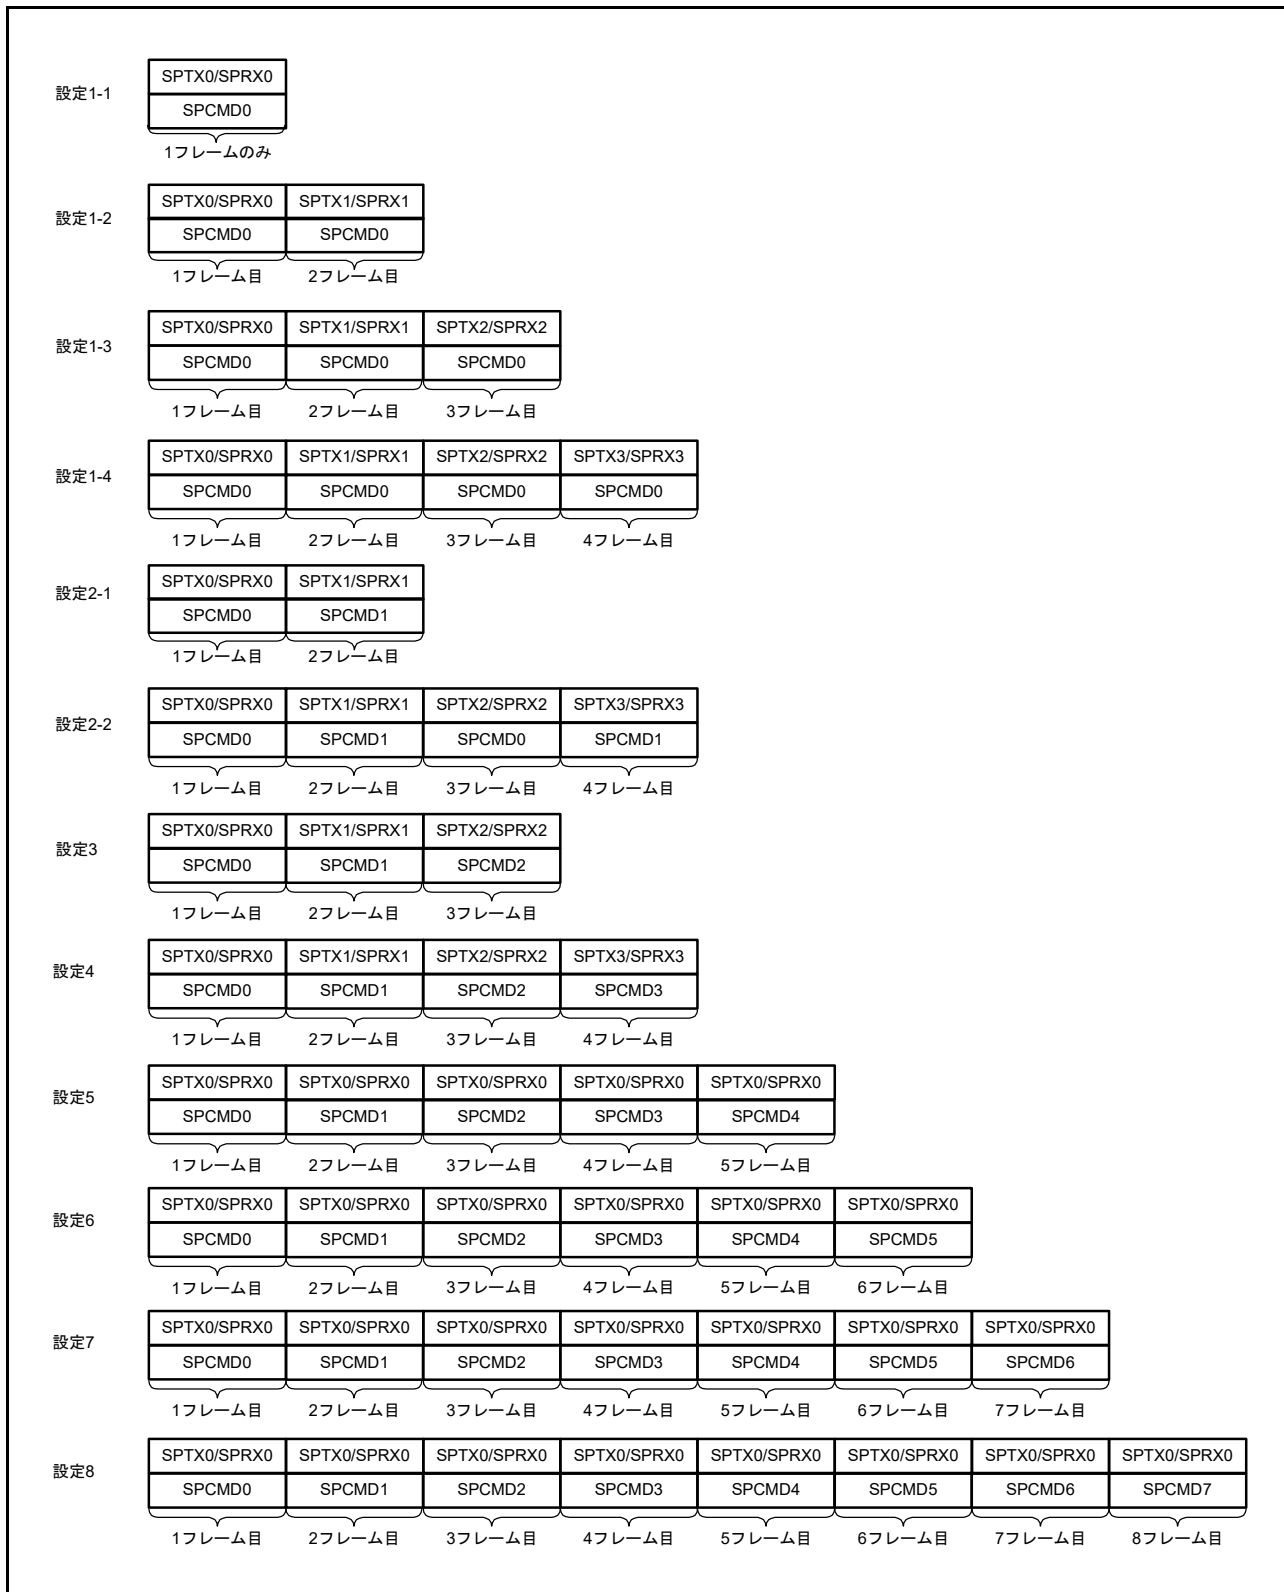 設定1-1
SPTX0/SPRX0
SPCMD0
1フレームのみ
設定1-2
SPTX0/SPRX0 SPTX1/SPRX1
SPCMD0 SPCMD0
1フレーム目 2フレーム目
設定1-3
SPTX0/SPRX0 SPTX1/SPRX1 SPTX2/SPRX2
SPCMD0 SPCMD0 SPCMD0
1フレーム目 2フレーム目 3フレーム目
設定1-4
SPTX0/SPRX0 SPTX1/SPRX1 SPTX2/SPRX2 SPTX3/SPRX3
SPCMD0 SPCMD0 SPCMD0 SPCMD0
1フレーム目 2フレーム目 3フレーム目 4フレーム目
設定2-1
SPTX0/SPRX0 SPTX1/SPRX1
SPCMD0 SPCMD1
1フレーム目 2フレーム目
設定2-2
SPTX0/SPRX0 SPTX1/SPRX1 SPTX2/SPRX2 SPTX3/SPRX3
SPCMD0 SPCMD1 SPCMD0 SPCMD1
1フレーム目 2フレーム目 3フレーム目 4フレーム目
設定3
SPTX0/SPRX0 SPTX1/SPRX1 SPTX2/SPRX2
SPCMD0 SPCMD1 SPCMD2
1フレーム目 2フレーム目 3フレーム目
設定4
SPTX0/SPRX0 SPTX1/SPRX1 SPTX2/SPRX2 SPTX3/SPRX3
SPCMD0 SPCMD1 SPCMD2 SPCMD3
1フレーム目 2フレーム目 3フレーム目 4フレーム目
設定5
SPTX0/SPRX0 SPTX0/SPRX0 SPTX0/SPRX0 SPTX0/SPRX0 SPTX0/SPRX0
SPCMD0 SPCMD1 SPCMD2 SPCMD3 SPCMD4
1フレーム目 2フレーム目 3フレーム目 4フレーム目 5フレーム目
設定6
SPTX0/SPRX0 SPTX0/SPRX0 SPTX0/SPRX0 SPTX0/SPRX0 SPTX0/SPRX0 SPTX0/SPRX0
SPCMD0 SPCMD1 SPCMD2 SPCMD3 SPCMD4 SPCMD5
1フレーム目 2フレーム目 3フレーム目 4フレーム目 5フレーム目 6フレーム目
設定7
SPTX0/SPRX0 SPTX0/SPRX0 SPTX0/SPRX0 SPTX0/SPRX0 SPTX0/SPRX0 SPTX0/SPRX0 SPTX0/SPRX0
SPCMD0 SPCMD1 SPCMD2 SPCMD3 SPCMD4 SPCMD5 SPCMD6
1フレーム目 2フレーム目 3フレーム目 4フレーム目 5フレーム目 6フレーム目 7フレーム目
設定8
SPTX0/SPRX0 SPTX0/SPRX0 SPTX0/SPRX0 SPTX0/SPRX0 SPTX0/SPRX0 SPTX0/SPRX0 SPTX0/SPRX0 SPTX0/SPRX0
SPCMD0 SPCMD1 SPCMD2 SPCMD3 SPCMD4 SPCMD5 SPCMD6 SPCMD7
1フレーム目 2フレーム目 3フレーム目 4フレーム目 5フレーム目 6フレーム目 7フレーム目 8フレーム目